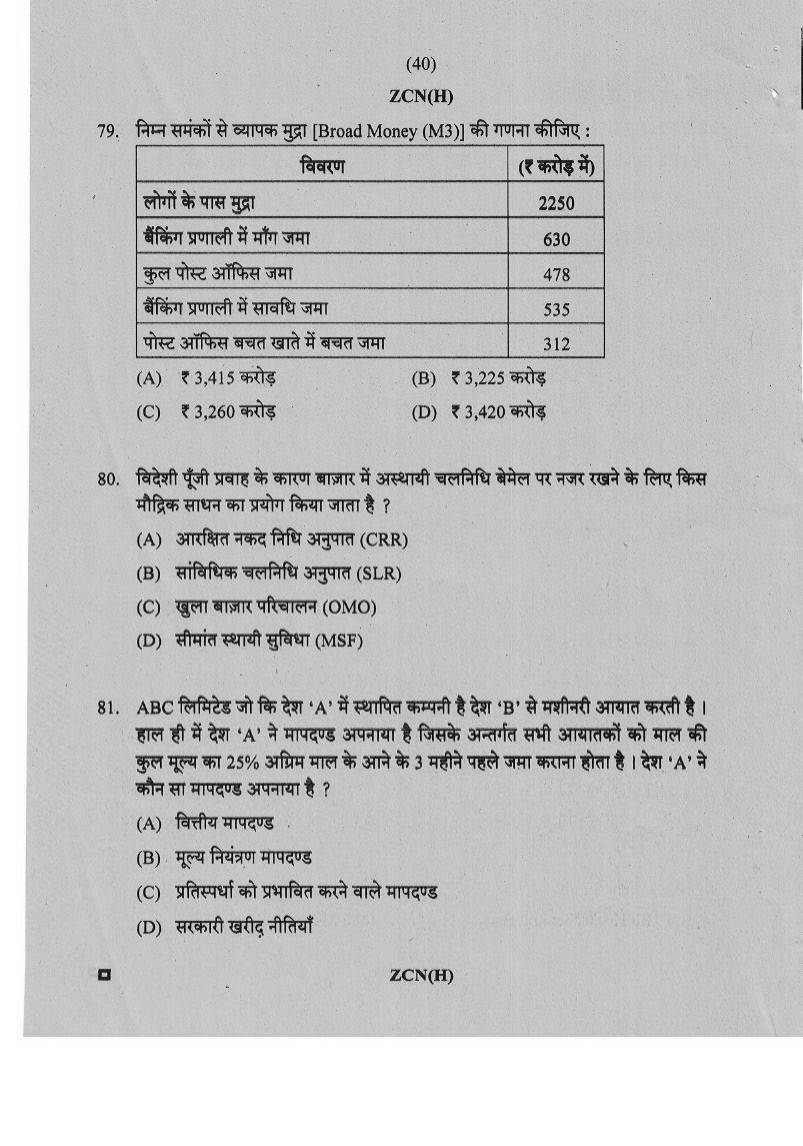 (40)
ZCN(H)
79. निम्न समंकों से व्यापक मुद्रा [Broad Money (M3)] की गणना कीजिए :
विवरण (₹ करोड़ में)
लोगों के पास मुद्रा 2250
बैंकिंग प्रणाली में माँग जमा 630
कुल पोस्ट ऑफिस जमा 478
बैंकिंग प्रणाली में सावधि जमा 535
पोस्ट ऑफिस बचत खाते में बचत जमा 312
(A) ₹ 3,415 करोड़ (B) ₹ 3,225 करोड़
(C) ₹ 3,260 करोड़ (D) ₹ 3,420 करोड़
80. विदेशी पूँजी प्रवाह के कारण बाज़ार में अस्थायी चलनिधि बेमेल पर नजर रखने के लिए किस
मौद्रिक साधन का प्रयोग किया जाता है ?
(A) आरक्षित नकद निधि अनुपात (CRR)
(B) सांविधिक चलनिधि अनुपात (SLR)
(C) खुला बाज़ार परिचालन (OMO)
(D) सीमांत स्थायी सुविधा (MSF)
81. ABC लिमिटेड जो कि देश ‘A’ में स्थापित कम्पनी है देश ‘B’ से मशीनरी आयात करती है ।
हाल ही में देश ‘A’ ने मापदण्ड अपनाया है जिसके अन्तर्गत सभी आयातकों को माल की
कुल मूल्य का 25% अग्रिम माल के आने के 3 महीने पहले जमा कराना होता है । देश ‘A’ ने
कौन सा मापदण्ड अपनाया है ?
(A) वित्तीय मापदण्ड
(B) मूल्य नियंत्रण मापदण्ड
(C) प्रतिस्पर्धा को प्रभावित करने वाले मापदण्ड
(D) सरकारी खरीद नीतियाँ
ZCN(H)